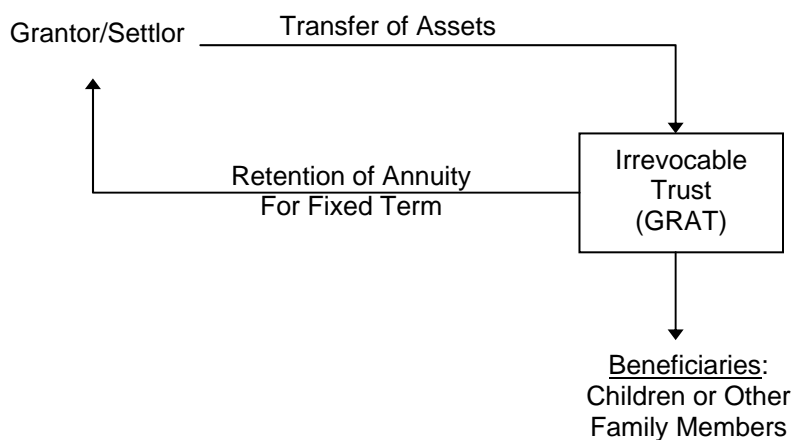 Grantor/Settlor
Transfer of Assets
Irrevocable
Trust
(GRAT)
Retention of Annuity
For Fixed Term
Beneficiaries:
Children or Other
Family Members